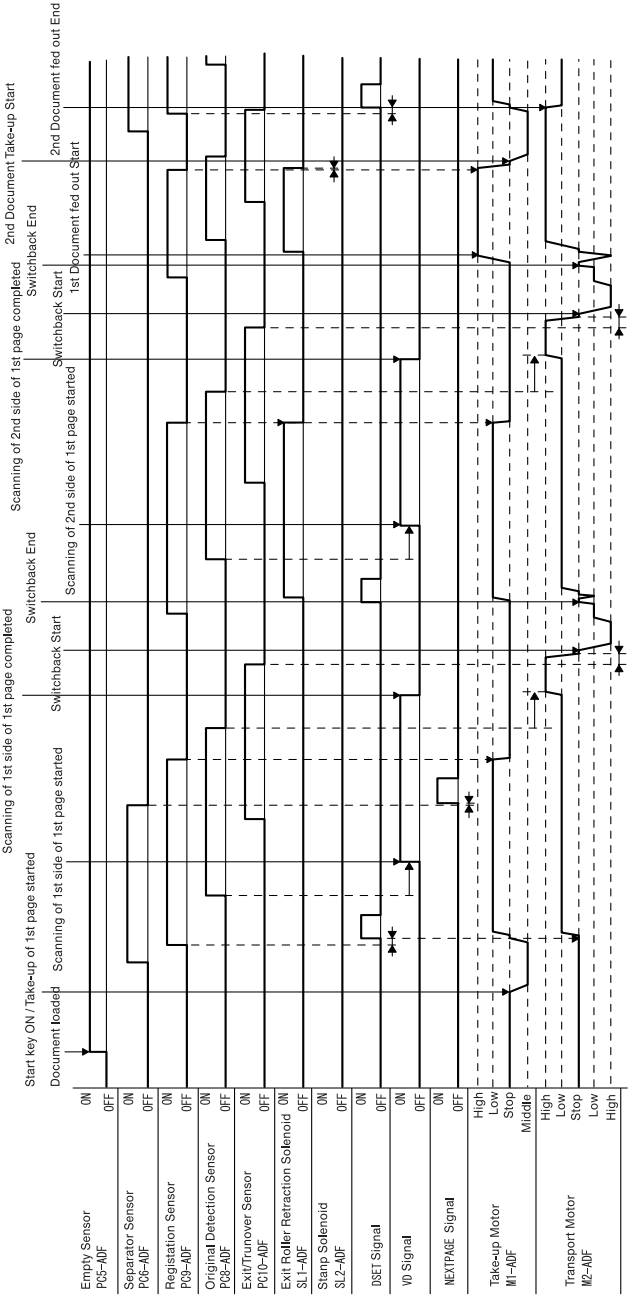 Start key ON / Take-up of 1st page started
Document loaded
Scanning of 1st side of 1st page completed
Scanning of 1st side of 1st page started
Switchback Start
Switchback End
Scanning of 2nd side of 1st page started
Scanning of 2nd side of 1st page completed
Switchback Start
Switchback End
1st Document fed out Start
2nd Document Take-up Start
2nd Document fed out End
Empty Sensor
PC5-ADF
ON
OFF
Separator Sensor
PC6-ADF
ON
OFF
Registation Sensor
PC9-ADF
ON
OFF
Original Detection Sensor
PC8-ADF
ON
OFF
Exit/Trunover Sensor
PC10-ADF
ON
OFF
Exit Roller Retraction Solenoid
SL1-ADF
ON
OFF
Stanp Solenoid
SL2-ADF
ON
OFF
DSET Signal
ON
OFF
VD Signal
ON
OFF
NEXTPAGE Signal
ON
OFF
Take-up Motor
M1-ADF
High
Low
Stop
Middle
Transport Motor
M2-ADF
High
Low
Stop
Low
High